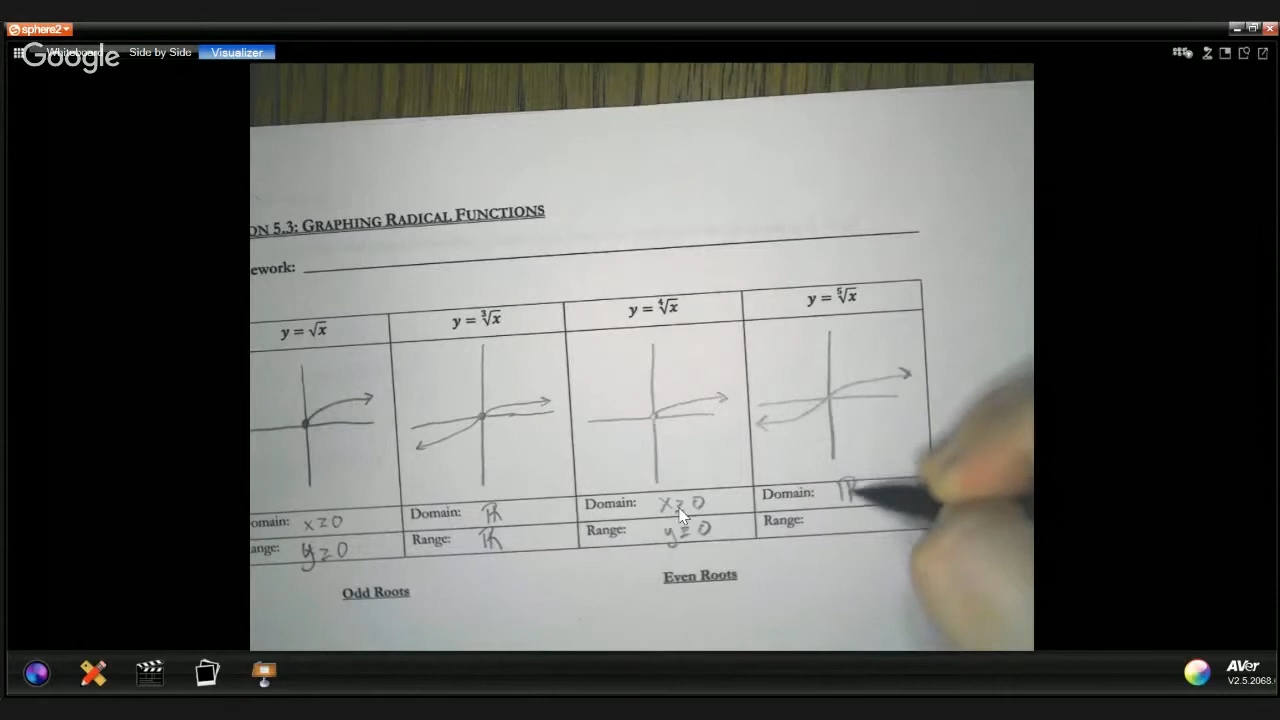 sphere2
Whiteboard Side by Side Visualizer
Google
ON 5.3: GRAPHING RADICAL FUNCTIONS
ework:
y = √x y = ∛x y = ∜x y = ⁵√x
omain: x ≥ 0 Domain: ℝ Domain: x ≥ 0 Domain: ℝ
ange: y ≥ 0 Range: ℝ Range: y ≥ 0 Range:
Odd Roots Even Roots
AVer
V2.5.2068.